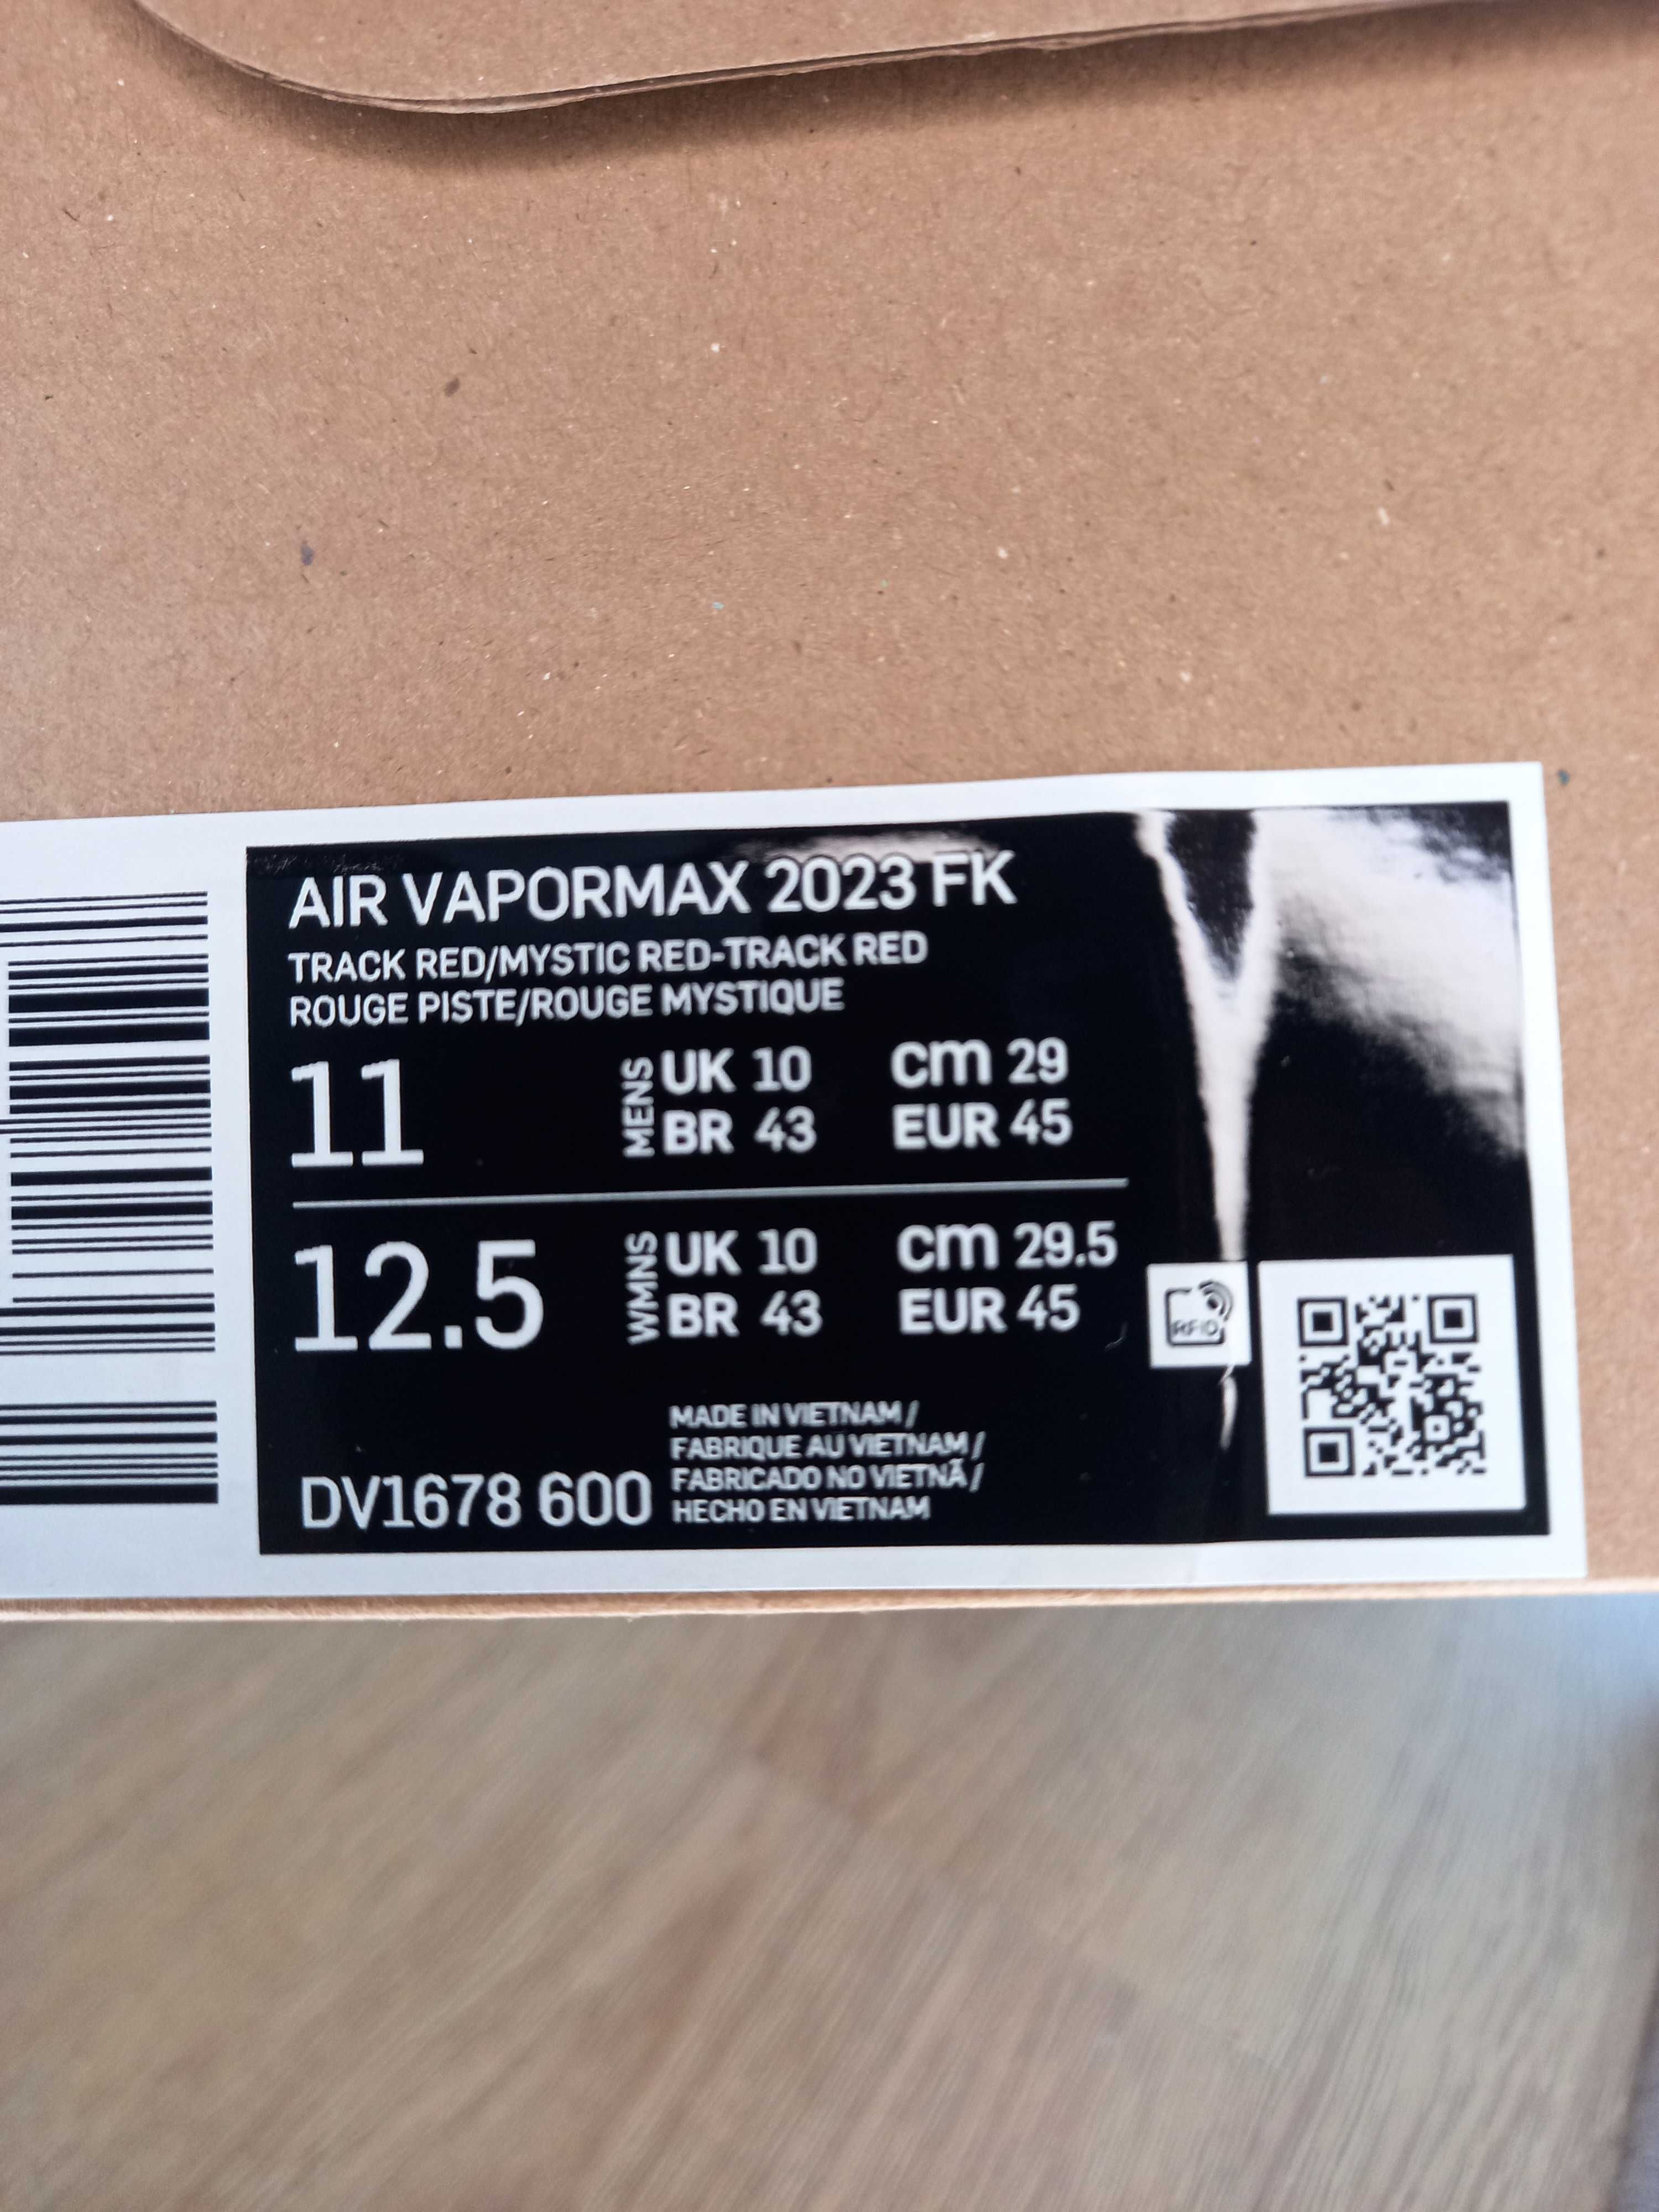 AIR VAPORMAX 2023 FK
TRACK RED/MYSTIC RED-TRACK RED
ROUGE PISTE/ROUGE MYSTIQUE
11 MENS UK 10 cm 29
BR 43 EUR 45
12.5 WMNS UK 10 cm 29.5
BR 43 EUR 45
RFID
MADE IN VIETNAM /
FABRIQUE AU VIETNAM /
FABRICADO NO VIETNÃ /
HECHO EN VIETNAM
DV1678 600